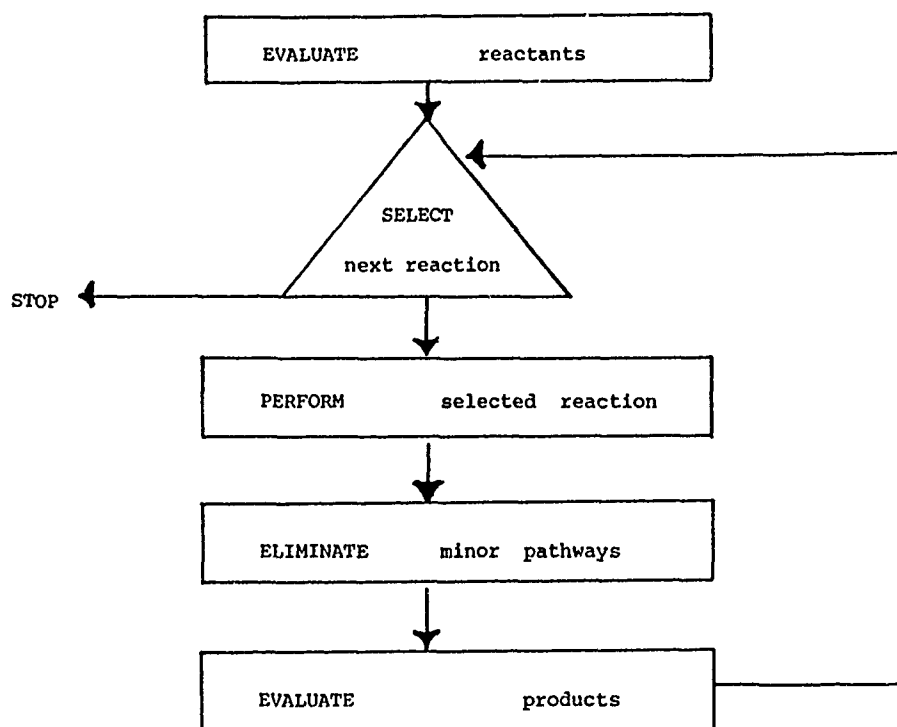 EVALUATE reactants
SELECT
next reaction
STOP
PERFORM selected reaction
ELIMINATE minor pathways
EVALUATE products